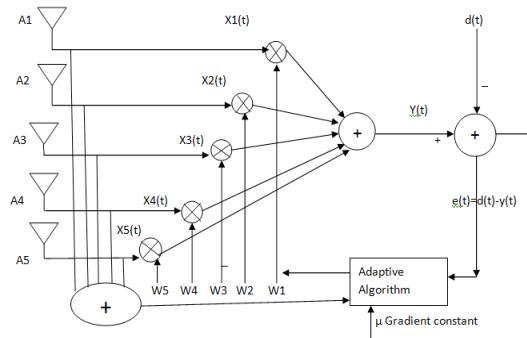 A1
X1(t)
d(t)
A2
X2(t)
–
A3
X3(t)
+
Y(t)
+
+
A4
X4(t)
e(t)=d(t)-y(t)
X5(t)
A5
–
W5 W4 W3 W2 W1
Adaptive
Algorithm
+
µ Gradient constant